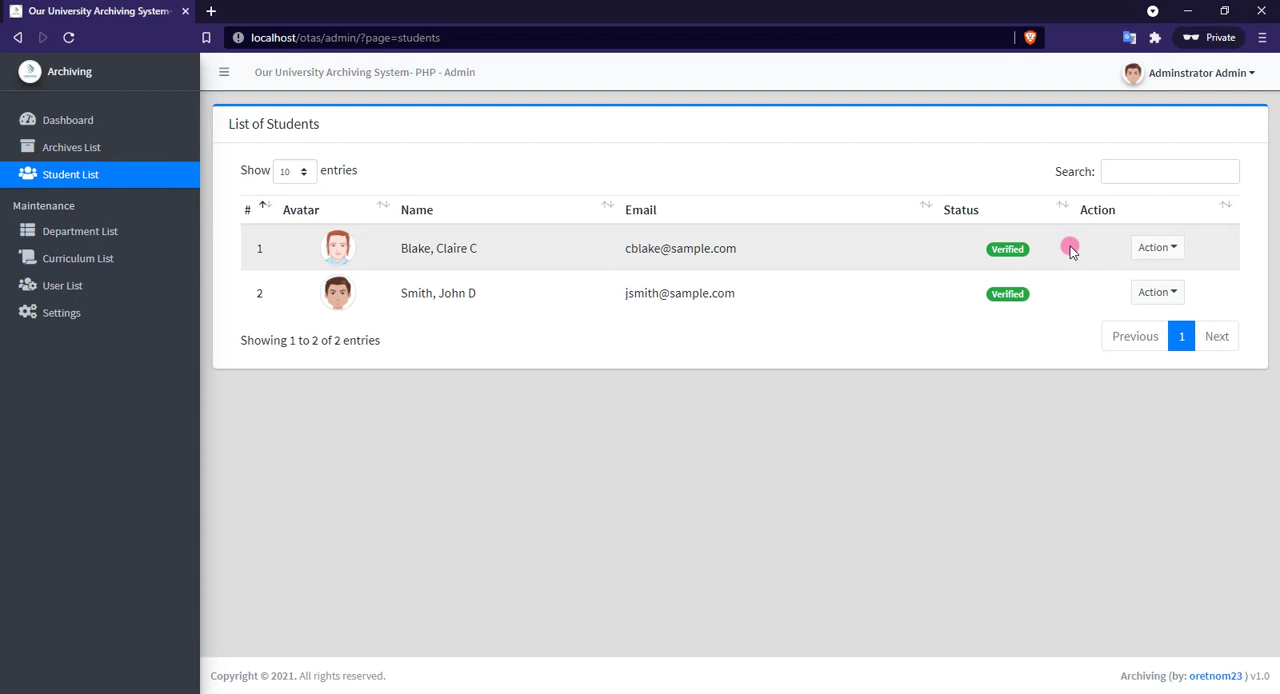 Our University Archiving System-
localhost/otas/admin/?page=students
Private
Archiving
Our University Archiving System- PHP - Admin
Adminstrator Admin
Dashboard
Archives List
Student List
Maintenance
Department List
Curriculum List
User List
Settings
List of Students
Show 10 entries
Search:
# Avatar Name Email Status Action
1 Blake, Claire C cblake@sample.com Verified Action
2 Smith, John D jsmith@sample.com Verified Action
Showing 1 to 2 of 2 entries
Previous 1 Next
Copyright © 2021. All rights reserved.
Archiving (by: oretnom23 ) v1.0